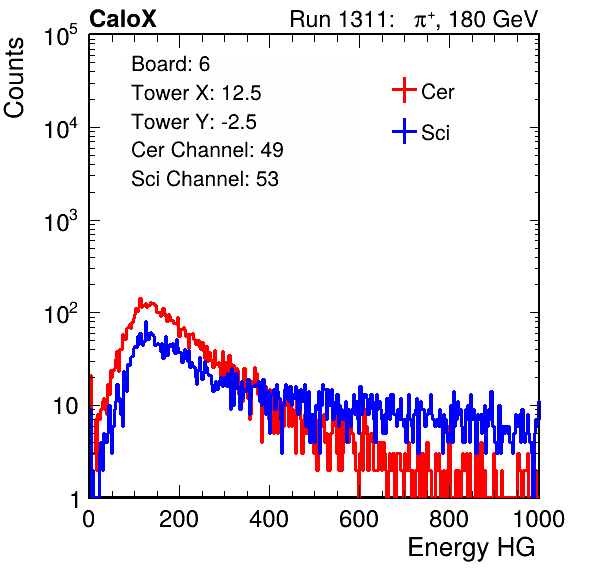 CaloX Run 1311: π⁺, 180 GeV
Board: 6
Tower X: 12.5
Tower Y: -2.5
Cer Channel: 49
Sci Channel: 53
Cer
Sci
Counts
10⁵
10⁴
10³
10²
10
1
0 200 400 600 800 1000
Energy HG